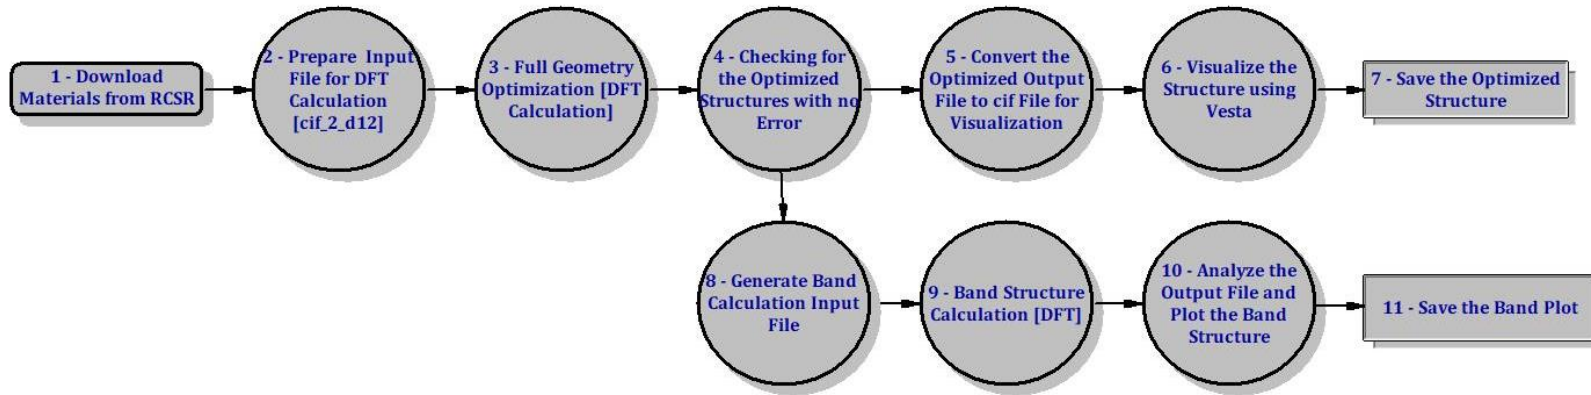 1 - Download
Materials from RCSR
2 - Prepare Input
File for DFT
Calculation
[cif_2_d12]
3 - Full Geometry
Optimization [DFT
Calculation]
4 - Checking for
the Optimized
Structures with no
Error
5 - Convert the
Optimized Output
File to cif File for
Visualization
6 - Visualize the
Structure using
Vesta
7 - Save the Optimized
Structure
8 - Generate Band
Calculation Input
File
9 - Band Structure
Calculation [DFT]
10 - Analyze the
Output File and
Plot the Band
Structure
11 - Save the Band Plot